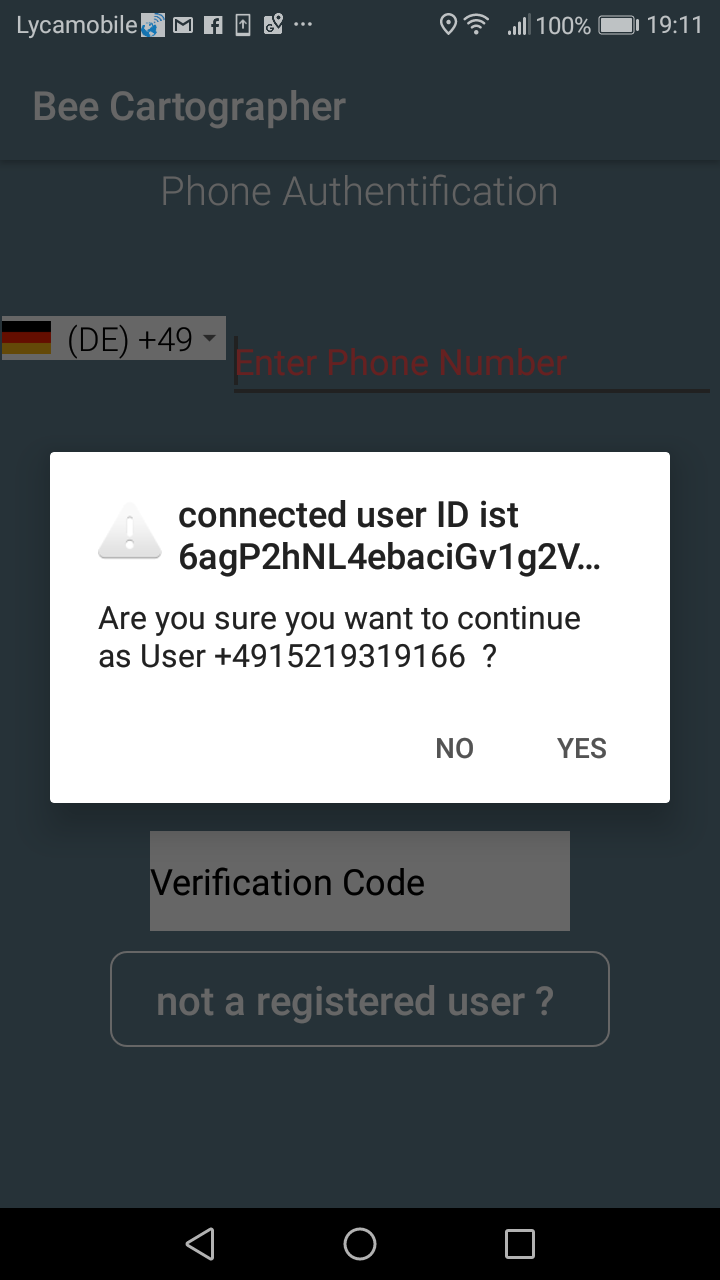 Lycamobile 100% 19:11
Bee Cartographer
Phone Authentification
(DE) +49
Enter Phone Number
connected user ID ist
6agP2hNL4ebaciGv1g2V...
Are you sure you want to continue
as User +4915219319166 ?
NO YES
Verification Code
not a registered user ?